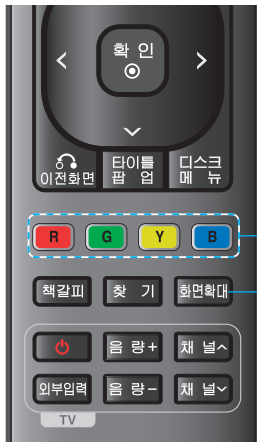 확 인
이전화면
타이틀
팝 업
디스크
메 뉴
R G Y B
책갈피 찾 기 화면확대
음 량+ 채 널
외부입력 음 량- 채 널
TV